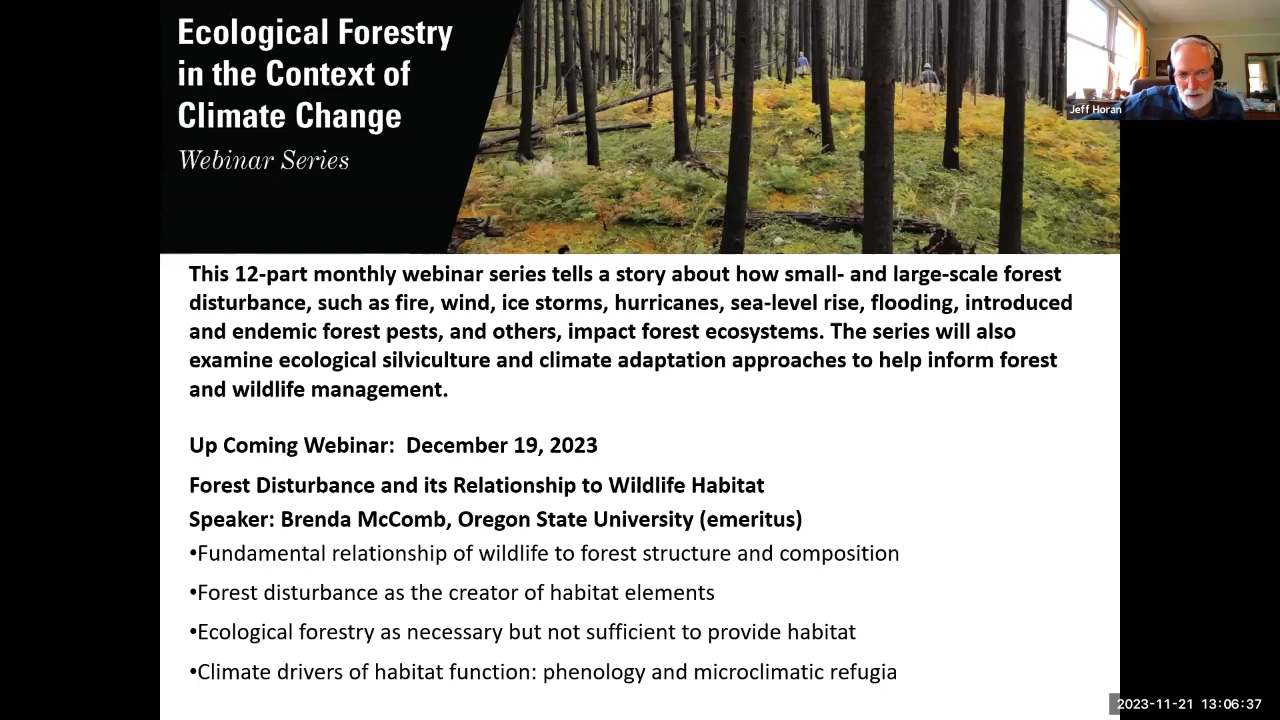 Ecological Forestry
in the Context of
Climate Change
Webinar Series
Jeff Horan
This 12-part monthly webinar series tells a story about how small- and large-scale forest
disturbance, such as fire, wind, ice storms, hurricanes, sea-level rise, flooding, introduced
and endemic forest pests, and others, impact forest ecosystems. The series will also
examine ecological silviculture and climate adaptation approaches to help inform forest
and wildlife management.
Up Coming Webinar:  December 19, 2023
Forest Disturbance and its Relationship to Wildlife Habitat
Speaker: Brenda McComb, Oregon State University (emeritus)
•Fundamental relationship of wildlife to forest structure and composition
•Forest disturbance as the creator of habitat elements
•Ecological forestry as necessary but not sufficient to provide habitat
•Climate drivers of habitat function: phenology and microclimatic refugia
2023-11-21  13:06:37